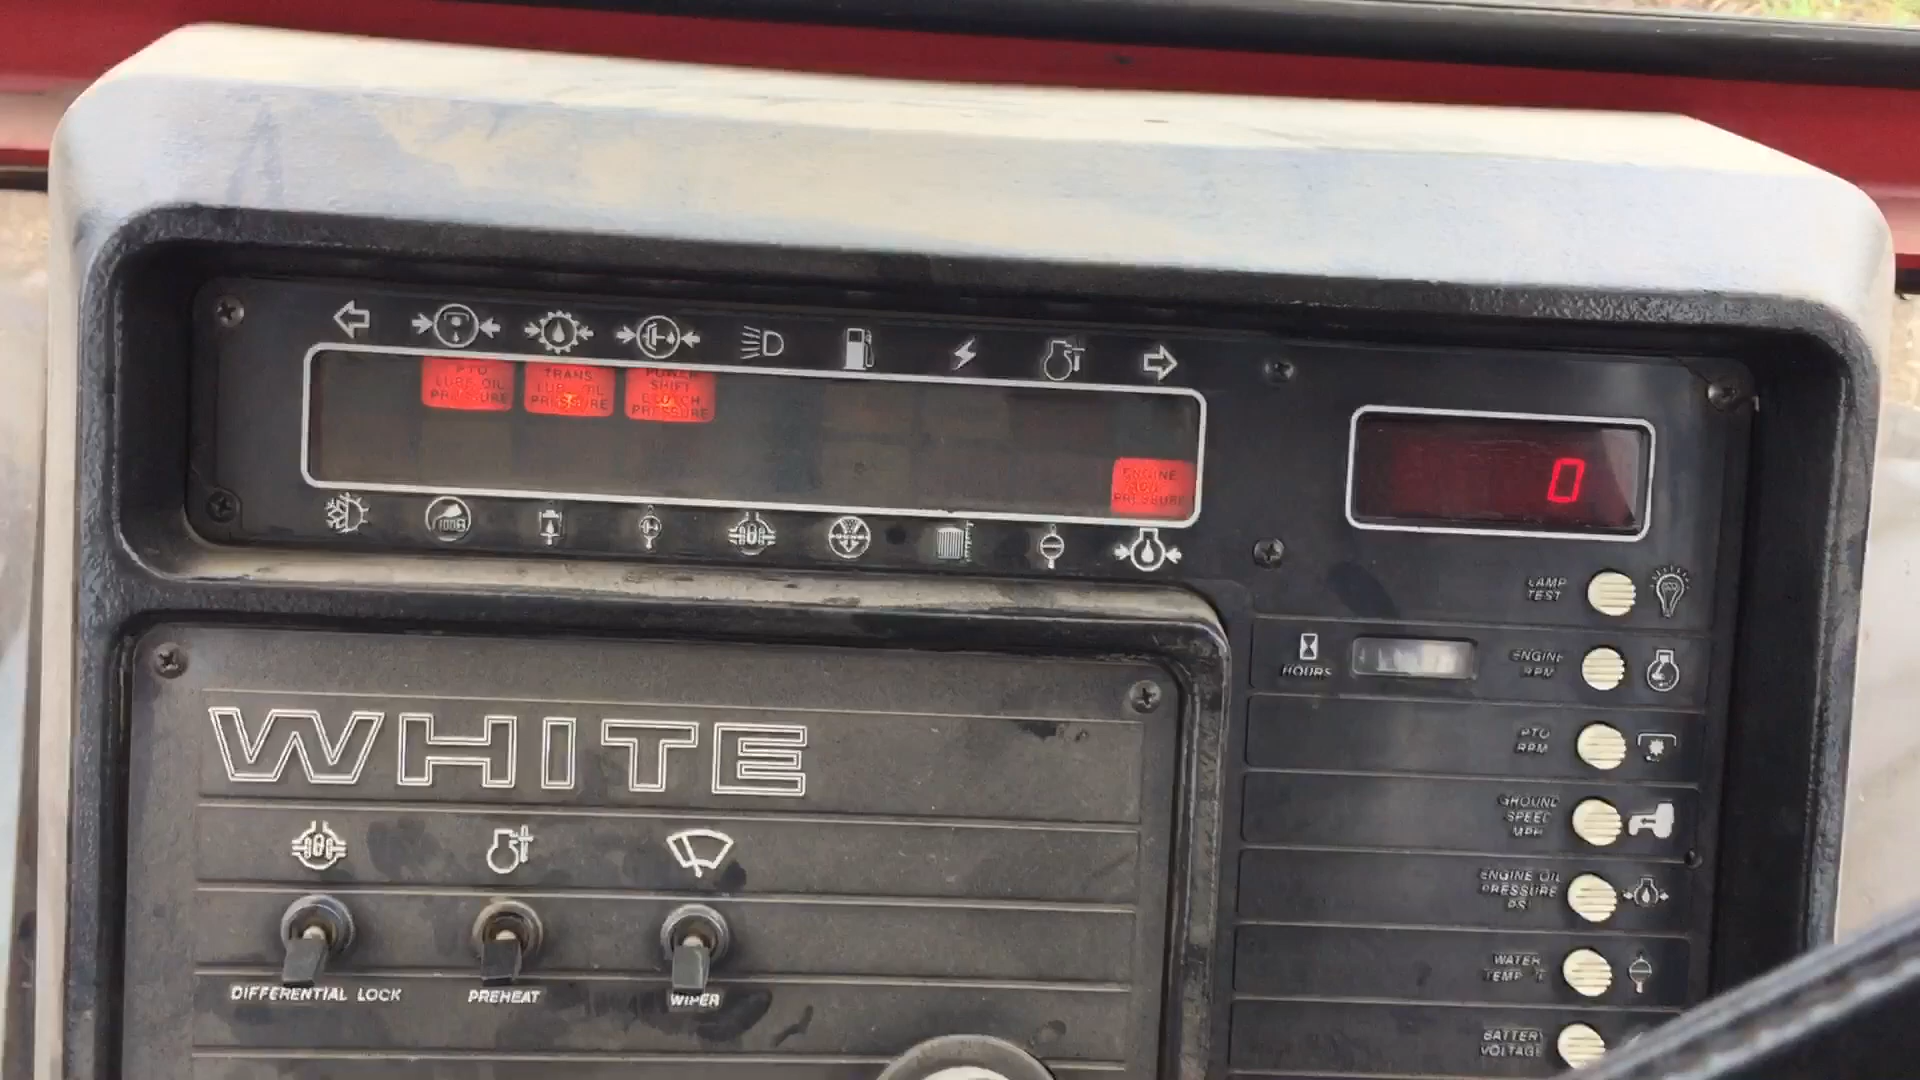 PTO
LUBE OIL
PRESSURE
TRANS
LUBE OIL
PRESSURE
POWER
SHIFT
CLUTCH
PRESSURE
ENGINE
PRESSURE
0
LAMP
TEST
HOURS
ENGINE
RPM
PTO
RPM
GROUND
SPEED
MPH
ENGINE OIL
PRESSURE
PSI
WATER
TEMP °F
BATTERY
VOLTAGE
WHITE
DIFFERENTIAL LOCK
PREHEAT
WIPER